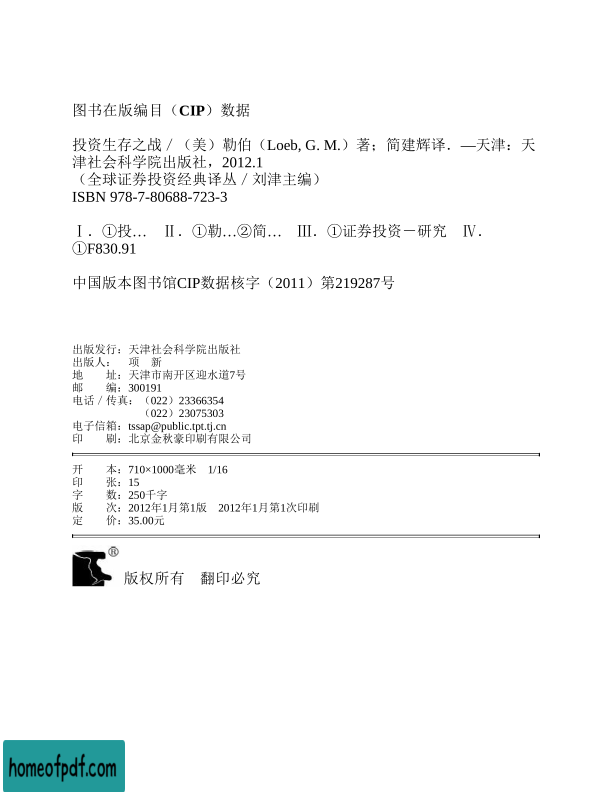 图书在版编目（CIP）数据
投资生存之战／（美）勒伯（Loeb, G. M.）著；简建辉译．—天津：天
津社会科学院出版社，2012.1
（全球证券投资经典译丛／刘津主编）
ISBN 978-7-80688-723-3
Ⅰ．①投…　Ⅱ．①勒…②简…　Ⅲ．①证券投资－研究　Ⅳ．
①F830.91
中国版本图书馆CIP数据核字（2011）第219287号
出版发行：天津社会科学院出版社
出版人：　项　新
地　　址：天津市南开区迎水道7号
邮　　编：300191
电话／传真：（022）23366354
（022）23075303
电子信箱：tssap@public.tpt.tj.cn
印　　刷：北京金秋豪印刷有限公司
开　　本：710×1000毫米　1/16
印　　张：15
字　　数：250千字
版　　次：2012年1月第1版　2012年1月第1次印刷
定　　价：35.00元
®
版权所有　翻印必究
homeofpdf.com